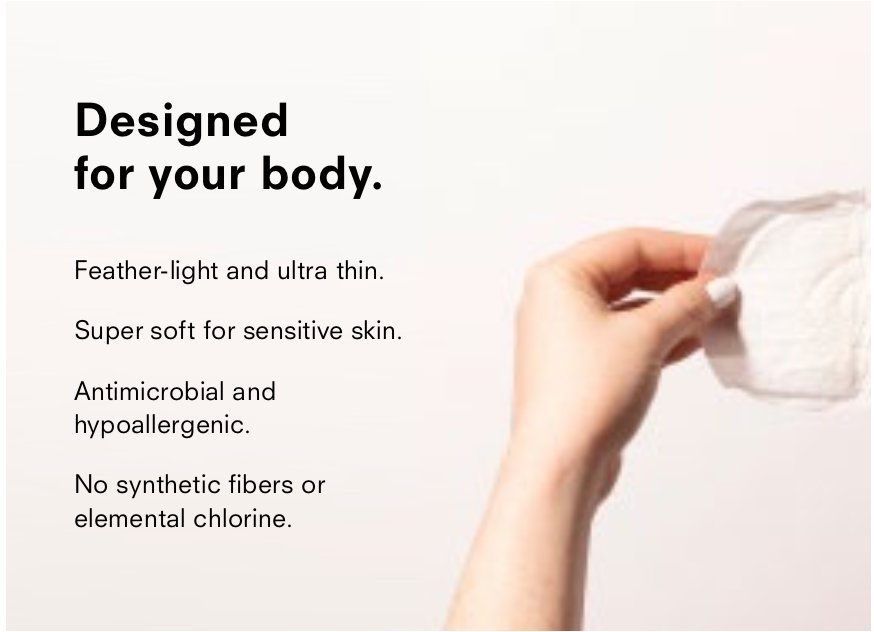 Designed
for your body.
Feather-light and ultra thin.
Super soft for sensitive skin.
Antimicrobial and
hypoallergenic.
No synthetic fibers or
elemental chlorine.